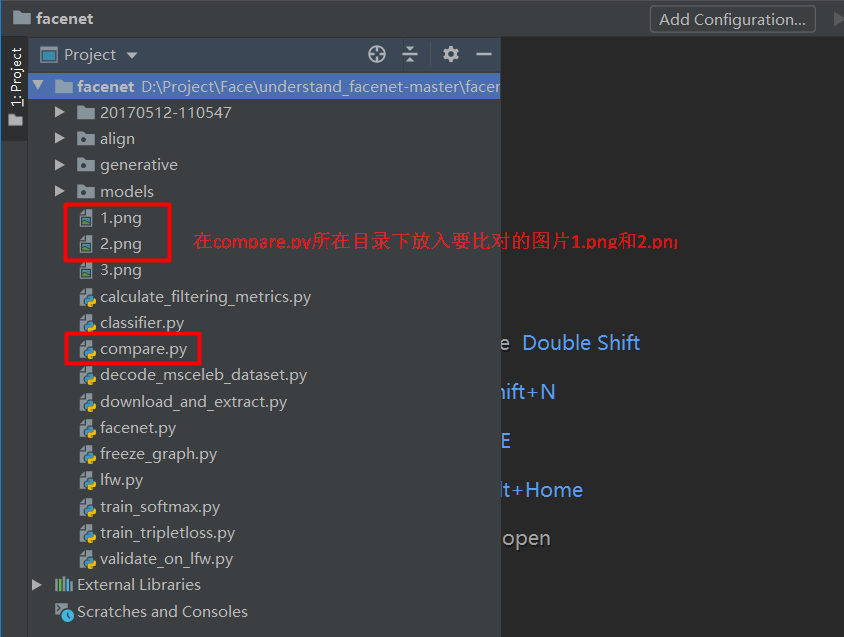 facenet
Add Configuration...
1: Project
Project
facenet D:\Project\Face\understand_facenet-master\facer
20170512-110547
align
generative
models
1.png
2.png
在compare.py所在目录下放入要比对的图片1.png和2.pn
3.png
calculate_filtering_metrics.py
classifier.py
e Double Shift
compare.py
decode_msceleb_dataset.py
hift+N
download_and_extract.py
facenet.py
E
freeze_graph.py
lfw.py
lt+Home
train_softmax.py
train_tripletloss.py
open
validate_on_lfw.py
External Libraries
Scratches and Consoles